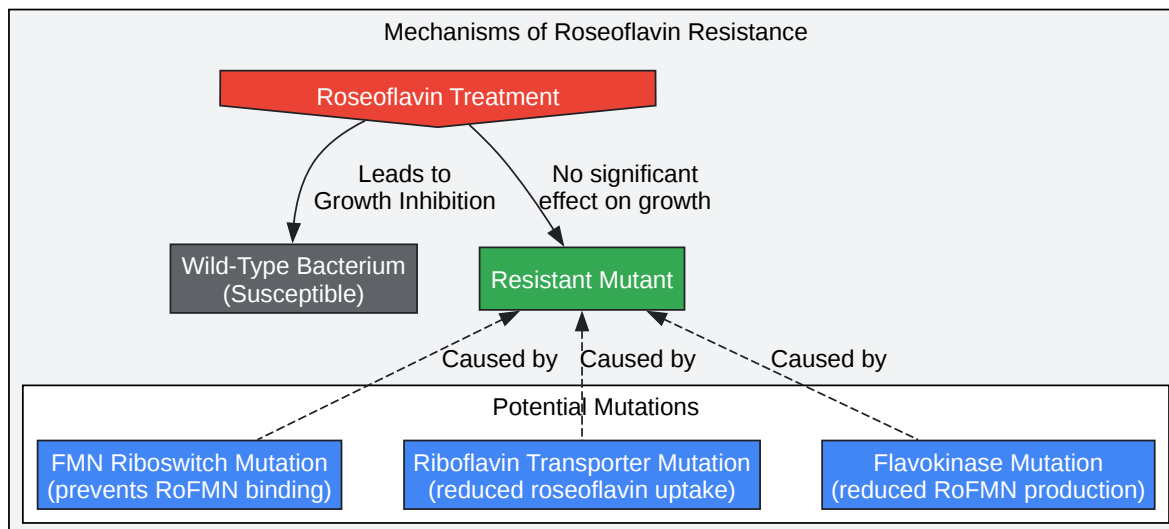 Mechanisms of Roseoflavin Resistance
Roseoflavin Treatment
Leads to
Growth Inhibition
No significant
effect on growth
Wild-Type Bacterium
(Susceptible)
Resistant Mutant
Caused by
Caused by
Caused by
Potential Mutations
FMN Riboswitch Mutation
(prevents RoFMN binding)
Riboflavin Transporter Mutation
(reduced roseoflavin uptake)
Flavokinase Mutation
(reduced RoFMN production)